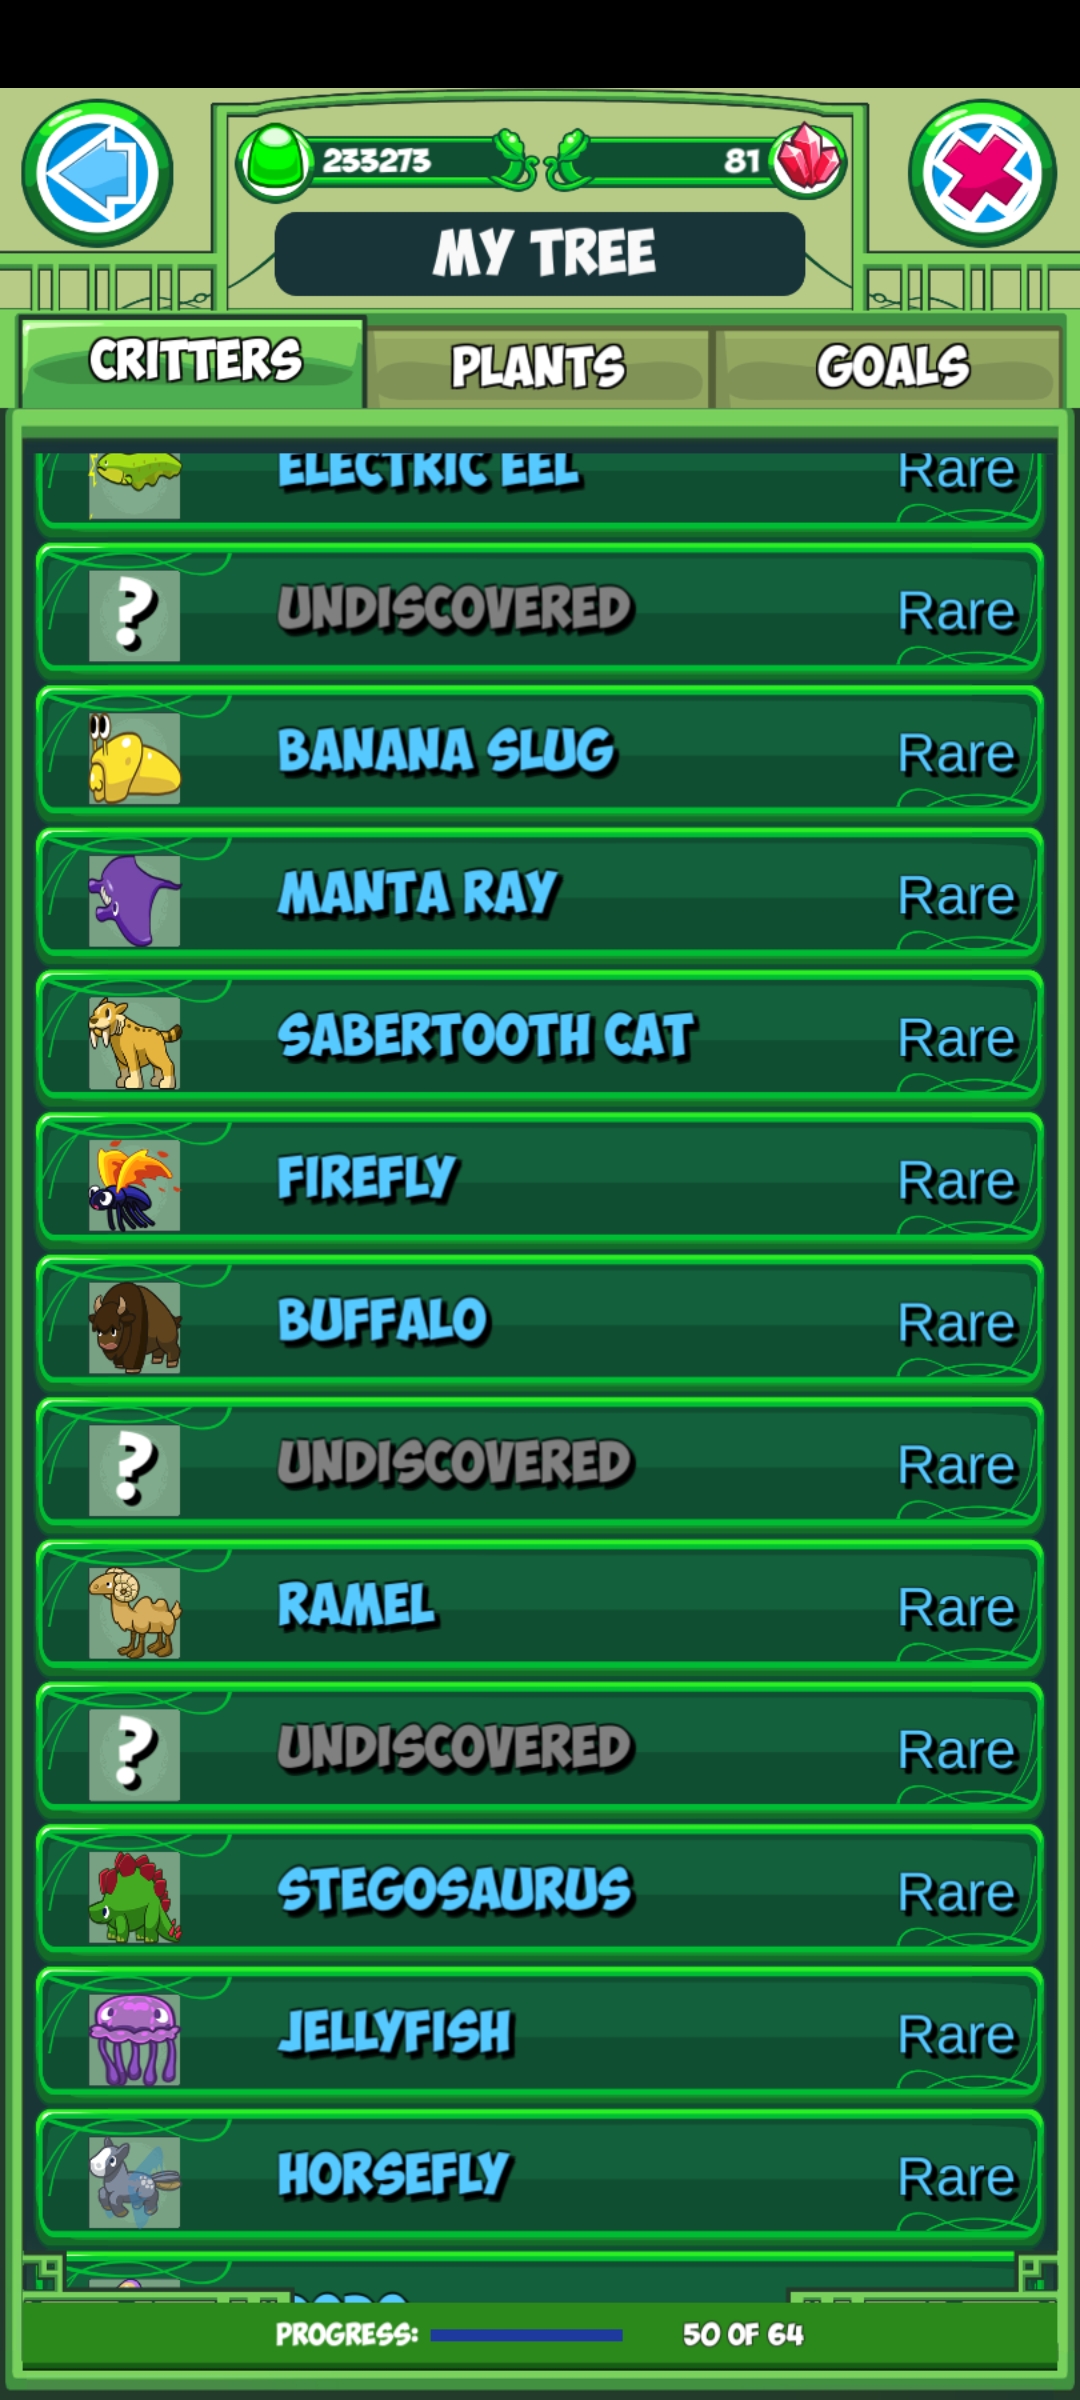 233273
81
MY TREE
CRITTERS
PLANTS
GOALS
ELECTRIC EEL
Rare
?
UNDISCOVERED
Rare
BANANA SLUG
Rare
MANTA RAY
Rare
SABERTOOTH CAT
Rare
FIREFLY
Rare
BUFFALO
Rare
?
UNDISCOVERED
Rare
RAMEL
Rare
?
UNDISCOVERED
Rare
STEGOSAURUS
Rare
JELLYFISH
Rare
HORSEFLY
Rare
PROGRESS:
50 OF 64